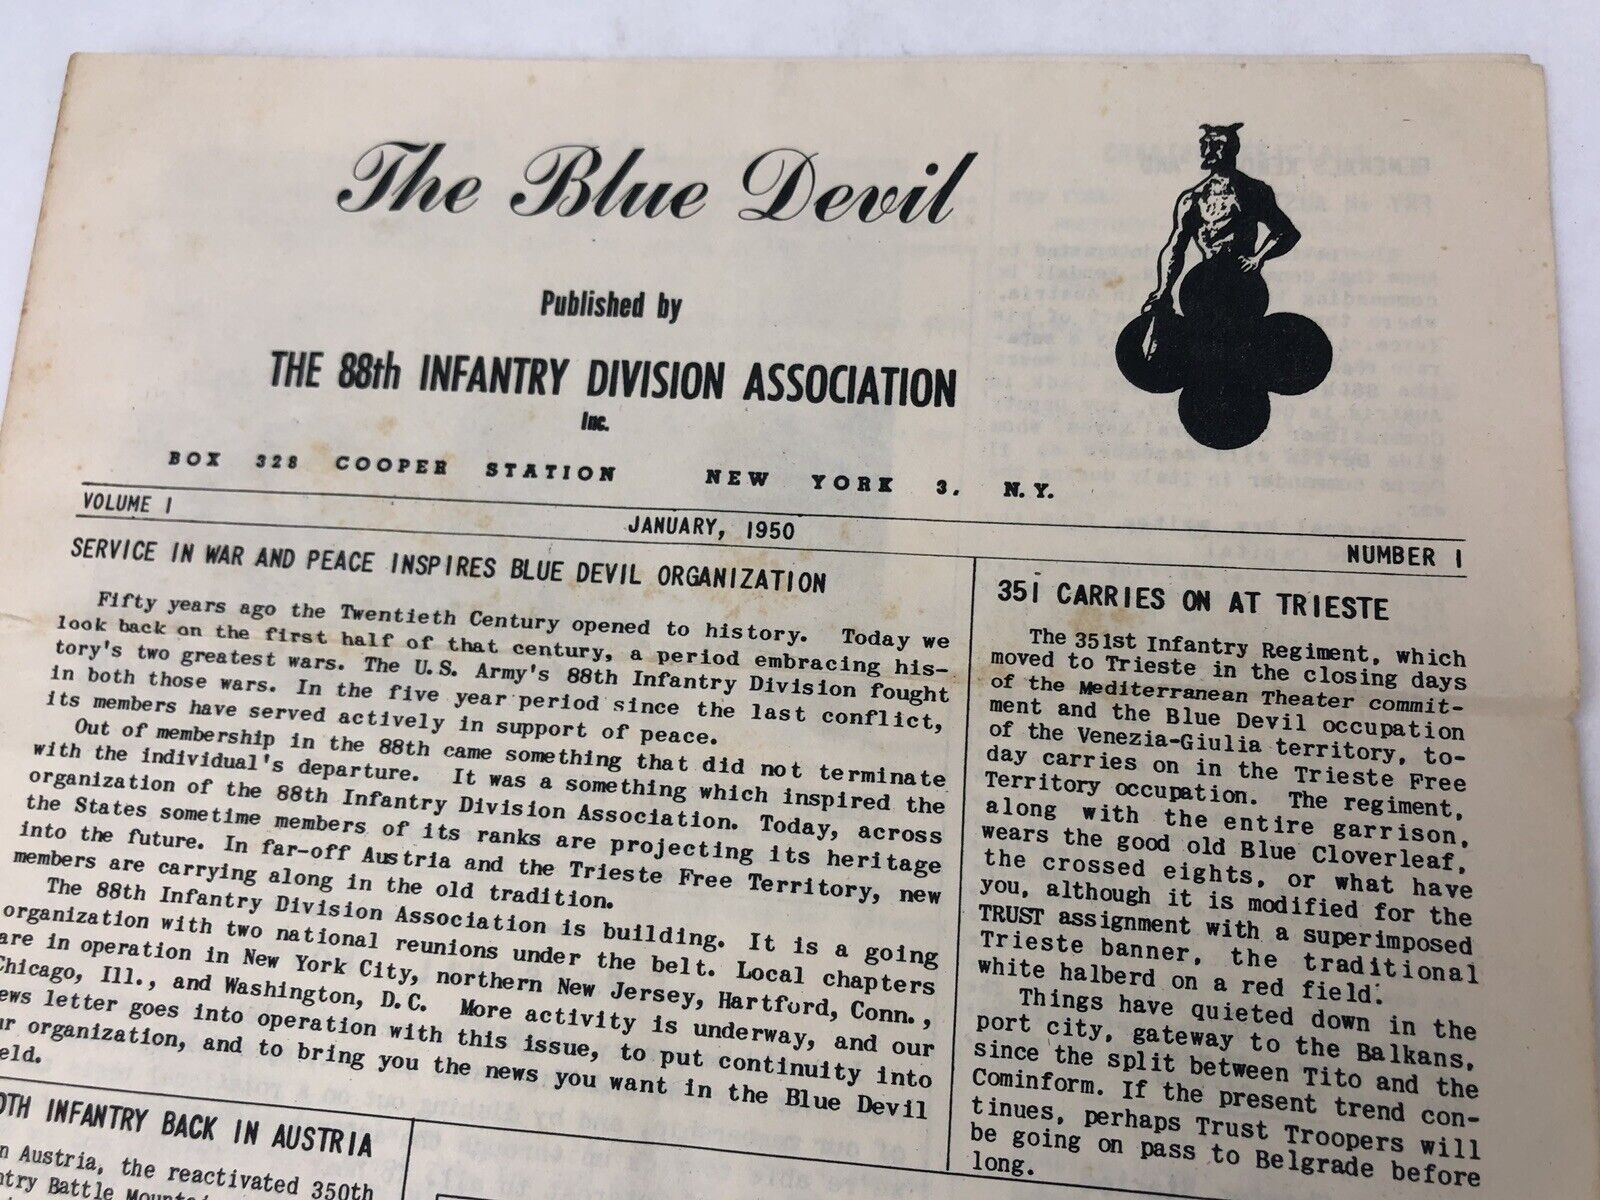 The Blue Devil
Published by
THE 88th INFANTRY DIVISION ASSOCIATION
Inc.
BOX 328 COOPER STATION NEW YORK 3, N.Y.
VOLUME I JANUARY, 1950 NUMBER I
SERVICE IN WAR AND PEACE INSPIRES BLUE DEVIL ORGANIZATION
Fifty years ago the Twentieth Century opened to history. Today we
look back on the first half of that century, a period embracing his-
tory's two greatest wars. The U.S. Army's 88th Infantry Division fought
in both those wars. In the five year period since the last conflict,
its members have served actively in support of peace.
Out of membership in the 88th came something that did not terminate
with the individual's departure. It was a something which inspired the
organization of the 88th Infantry Division Association. Today, across
the States sometime members of its ranks are projecting its heritage
into the future. In far-off Austria and the Trieste Free Territory, new
members are carrying along in the old tradition.
The 88th Infantry Division Association is building. It is a going
organization with two national reunions under the belt. Local chapters
are in operation in New York City, northern New Jersey, Hartford, Conn.,
Chicago, Ill., and Washington, D.C. More activity is underway, and our
ews letter goes into operation with this issue, to put continuity into
ur organization, and to bring you the news you want in the Blue Devil
eld.
0TH INFANTRY BACK IN AUSTRIA
n Austria, the reactivated 350th
ntry Battle Mountai
351 CARRIES ON AT TRIESTE
The 351st Infantry Regiment, which
moved to Trieste in the closing days
of the Mediterranean Theater commit-
ment and the Blue Devil occupation
of the Venezia-Giulia territory, to-
day carries on in the Trieste Free
Territory occupation. The regiment,
along with the entire garrison,
wears the good old Blue Cloverleaf,
the crossed eights, or what have
you, although it is modified for the
TRUST assignment with a superimposed
Trieste banner, the traditional
white halberd on a red field.
Things have quieted down in the
port city, gateway to the Balkans,
since the split between Tito and the
Cominform. If the present trend con-
tinues, perhaps Trust Troopers will
be going on pass to Belgrade before
long.